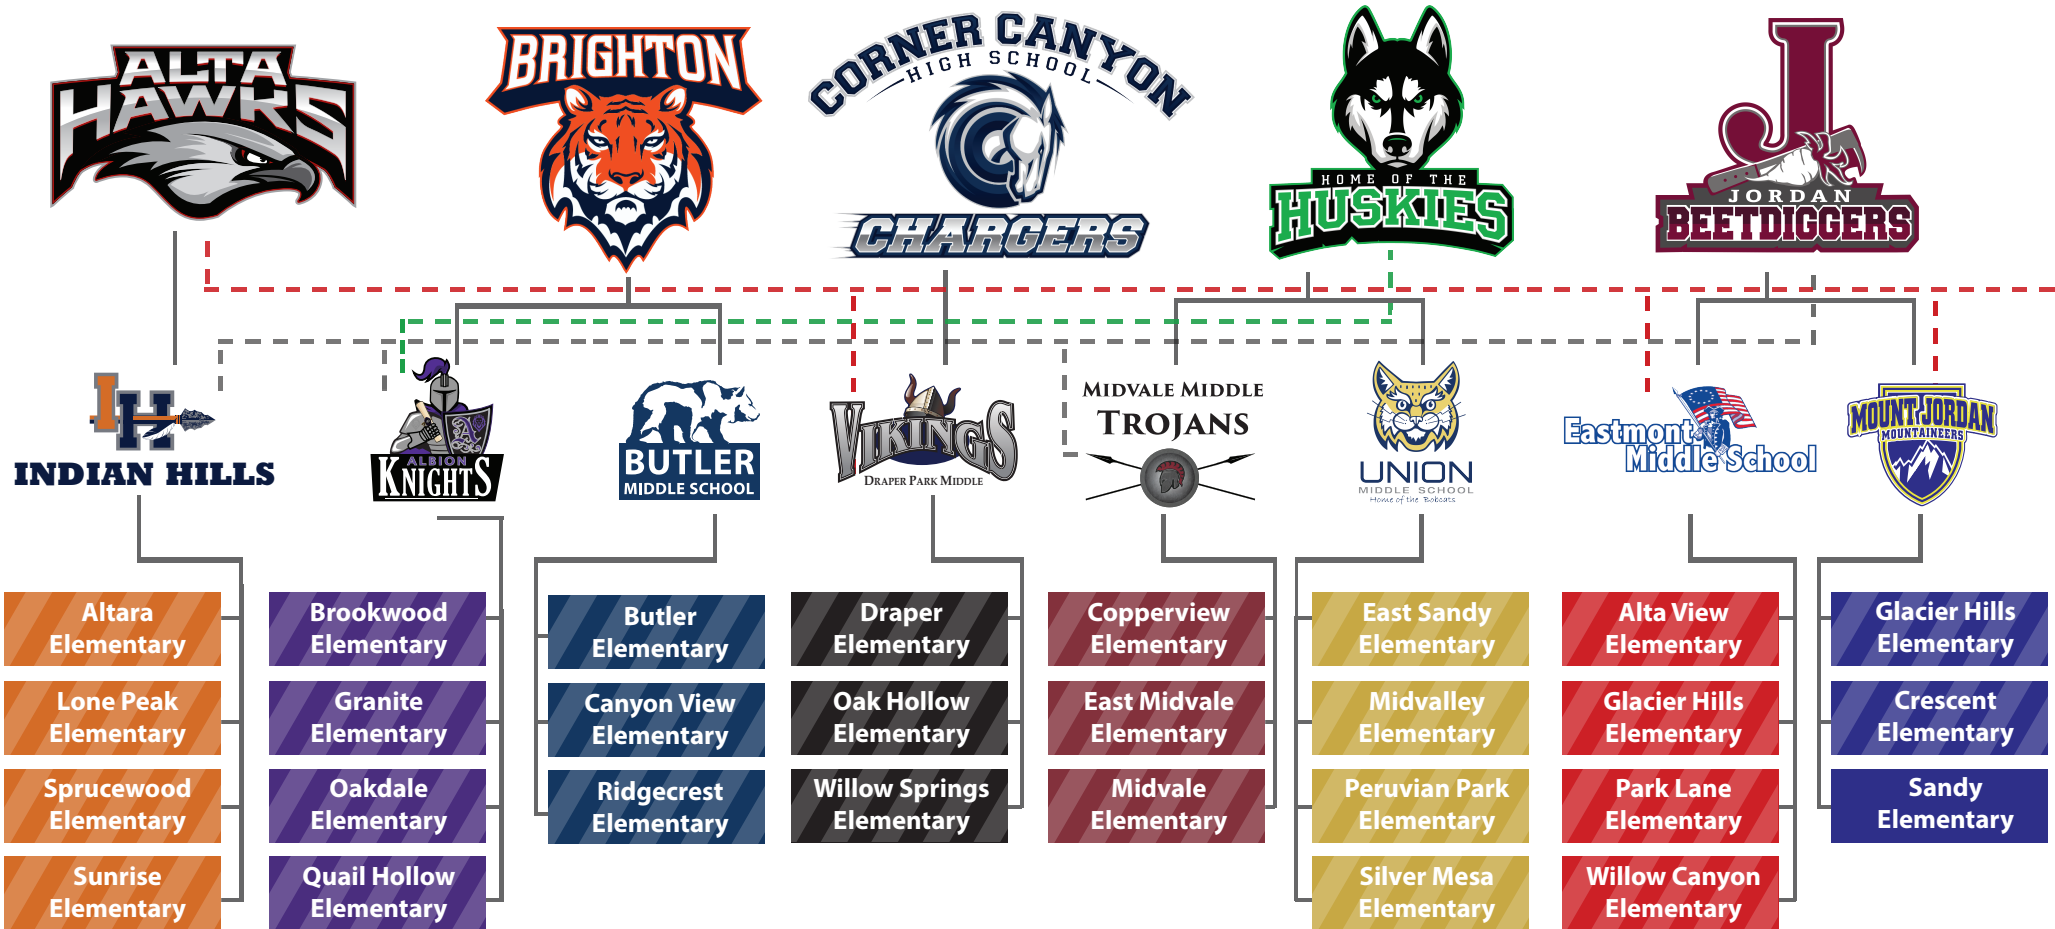 ALTA
HAWKS
BRIGHTON
CORNER CANYON
HIGH SCHOOL
CHARGERS
HOME OF THE
HUSKIES
J
JORDAN
BEETDIGGERS
IH
INDIAN HILLS
ALBION
KNIGHTS
BUTLER
MIDDLE SCHOOL
VIKINGS
DRAPER PARK MIDDLE
MIDVALE MIDDLE
TROJANS
UNION
MIDDLE SCHOOL
Home of the Bobcats
Eastmont
Middle School
MOUNT JORDAN
MOUNTAINEERS
Altara
Elementary
Lone Peak
Elementary
Sprucewood
Elementary
Sunrise
Elementary
Brookwood
Elementary
Granite
Elementary
Oakdale
Elementary
Quail Hollow
Elementary
Butler
Elementary
Canyon View
Elementary
Ridgecrest
Elementary
Draper
Elementary
Oak Hollow
Elementary
Willow Springs
Elementary
Copperview
Elementary
East Midvale
Elementary
Midvale
Elementary
East Sandy
Elementary
Midvalley
Elementary
Peruvian Park
Elementary
Silver Mesa
Elementary
Alta View
Elementary
Glacier Hills
Elementary
Park Lane
Elementary
Willow Canyon
Elementary
Glacier Hills
Elementary
Crescent
Elementary
Sandy
Elementary